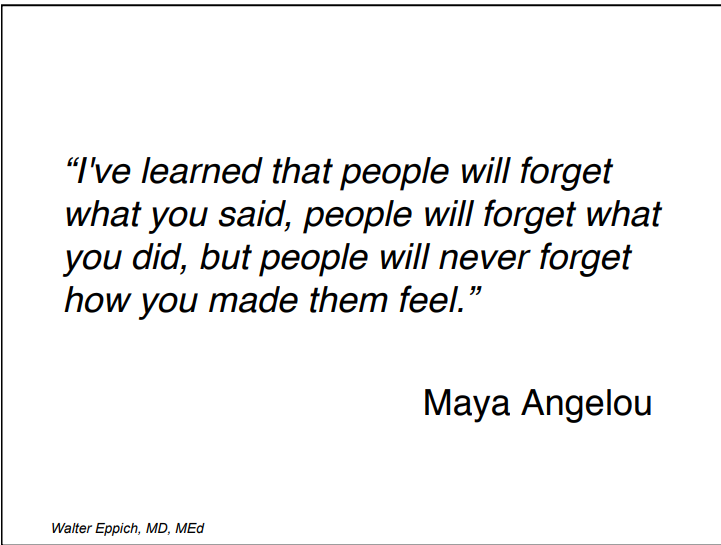 “I've learned that people will forget
what you said, people will forget what
you did, but people will never forget
how you made them feel.”
Maya Angelou
Walter Eppich, MD, MEd